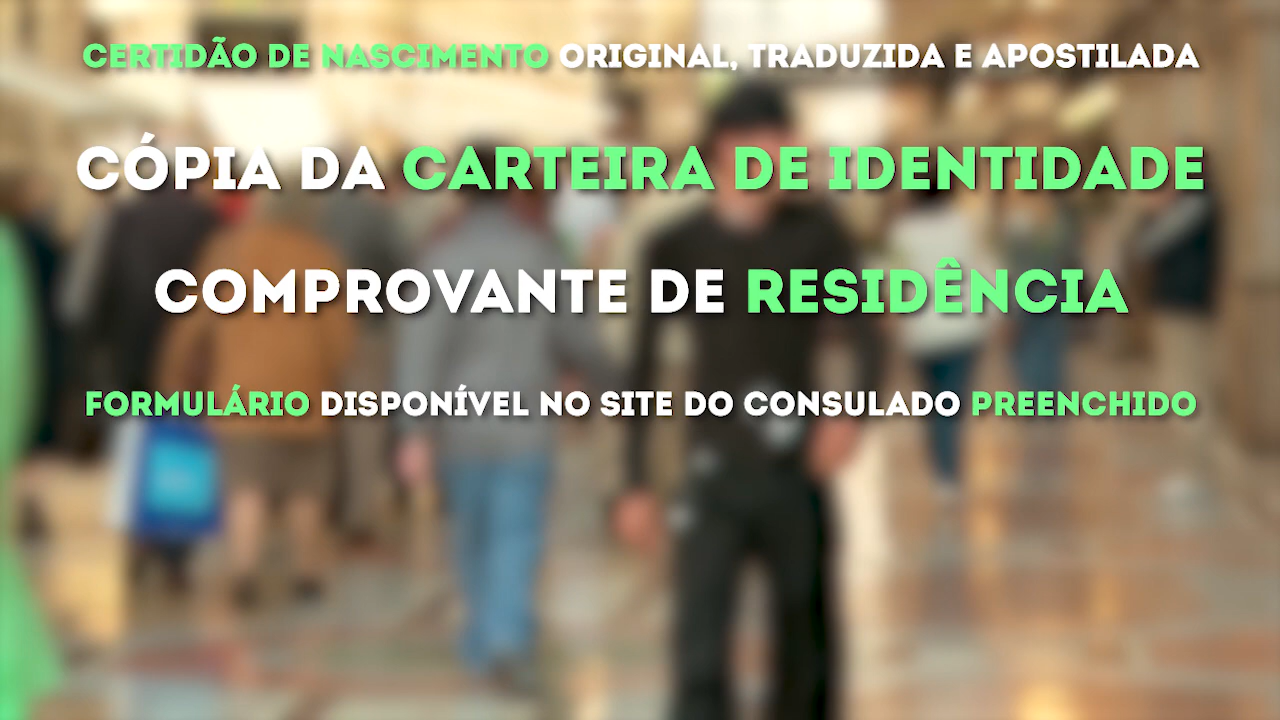 CERTIDÃO DE NASCIMENTO ORIGINAL, TRADUZIDA E APOSTILADA
CÓPIA DA CARTEIRA DE IDENTIDADE
COMPROVANTE DE RESIDÊNCIA
FORMULÁRIO DISPONÍVEL NO SITE DO CONSULADO PREENCHIDO